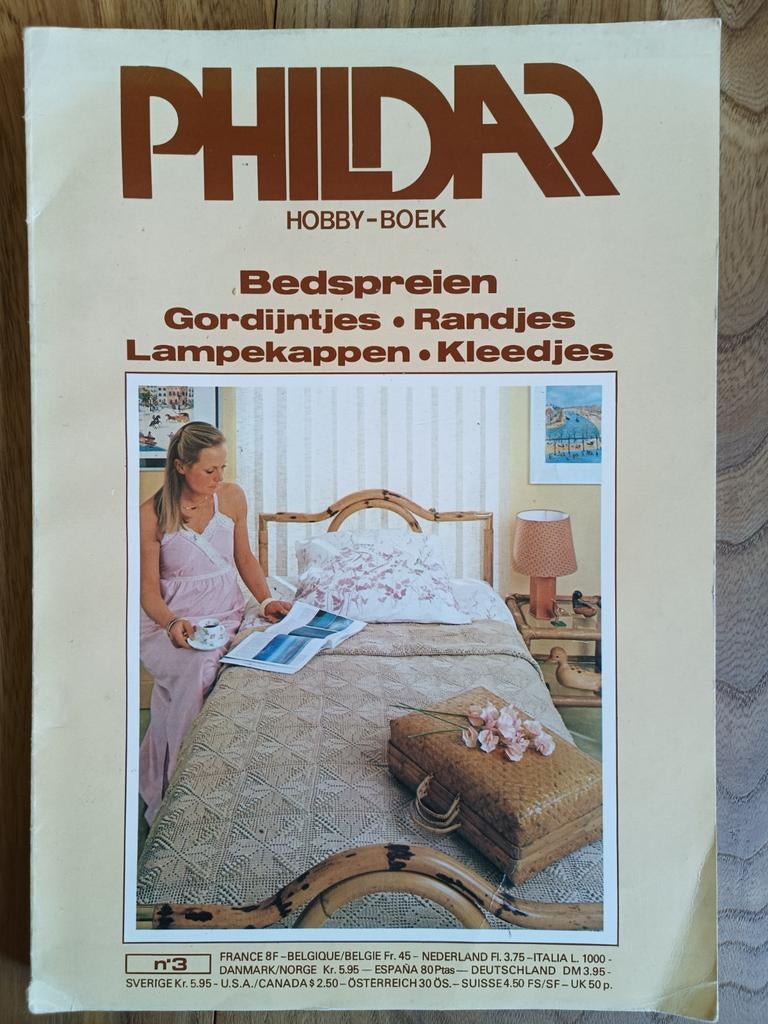 PHILDAR
HOBBY-BOEK
Bedspreien
Gordijntjes • Randjes
Lampekappen • Kleedjes
n°3
FRANCE 8F – BELGIQUE/BELGIE Fr. 45 – NEDERLAND Fl. 3.75 – ITALIA L. 1000 -
DANMARK/NORGE Kr. 5.95 — ESPAÑA 80 Ptas — DEUTSCHLAND DM 3.95 -
SVERIGE Kr. 5.95 - U.S.A./CANADA $ 2.50 – ÖSTERREICH 30 ÖS. – SUISSE 4.50 FS/SF – UK 50 p.